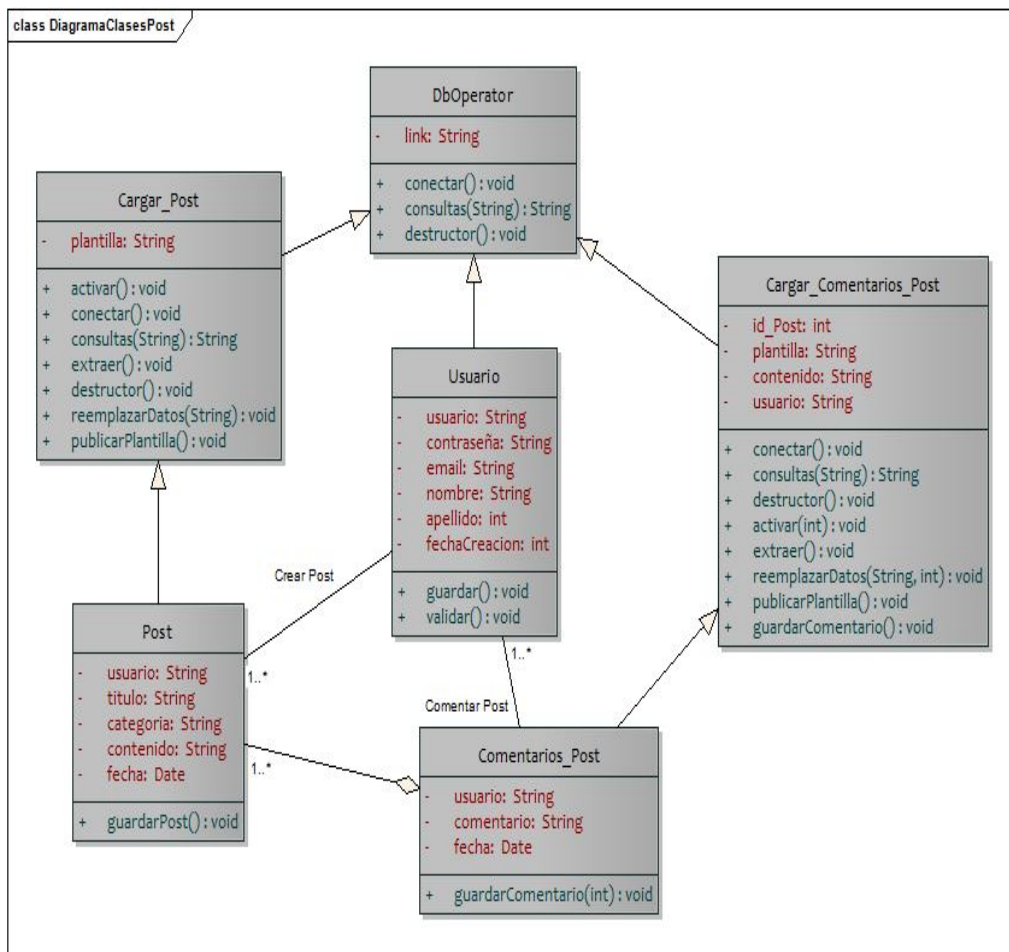 class DiagramaClasesPost
DbOperator
- link: String
+ conectar() : void
+ consultas(String) : String
+ destructor() : void
Cargar_Post
- plantilla: String
+ activar() : void
+ conectar() : void
+ consultas(String) : String
+ extraer() : void
+ destructor() : void
+ reemplazarDatos(String) : void
+ publicarPlantilla() : void
Cargar_Comentarios_Post
- id_Post: int
- plantilla: String
- contenido: String
- usuario: String
+ conectar() : void
+ consultas(String) : String
+ destructor() : void
+ activar(int) : void
+ extraer() : void
+ reemplazarDatos(String, int) : void
+ publicarPlantilla() : void
+ guardarComentario() : void
Usuario
- usuario: String
- contraseña: String
- email: String
- nombre: String
- apellido: int
- fechaCreacion: int
+ guardar() : void
+ validar() : void
Crear Post
1..*
Post
- usuario: String
- titulo: String
- categoria: String
- contenido: String
- fecha: Date
+ guardarPost() : void
1..*
Comentar Post
1..*
Comentarios_Post
- usuario: String
- comentario: String
- fecha: Date
+ guardarComentario(int) : void